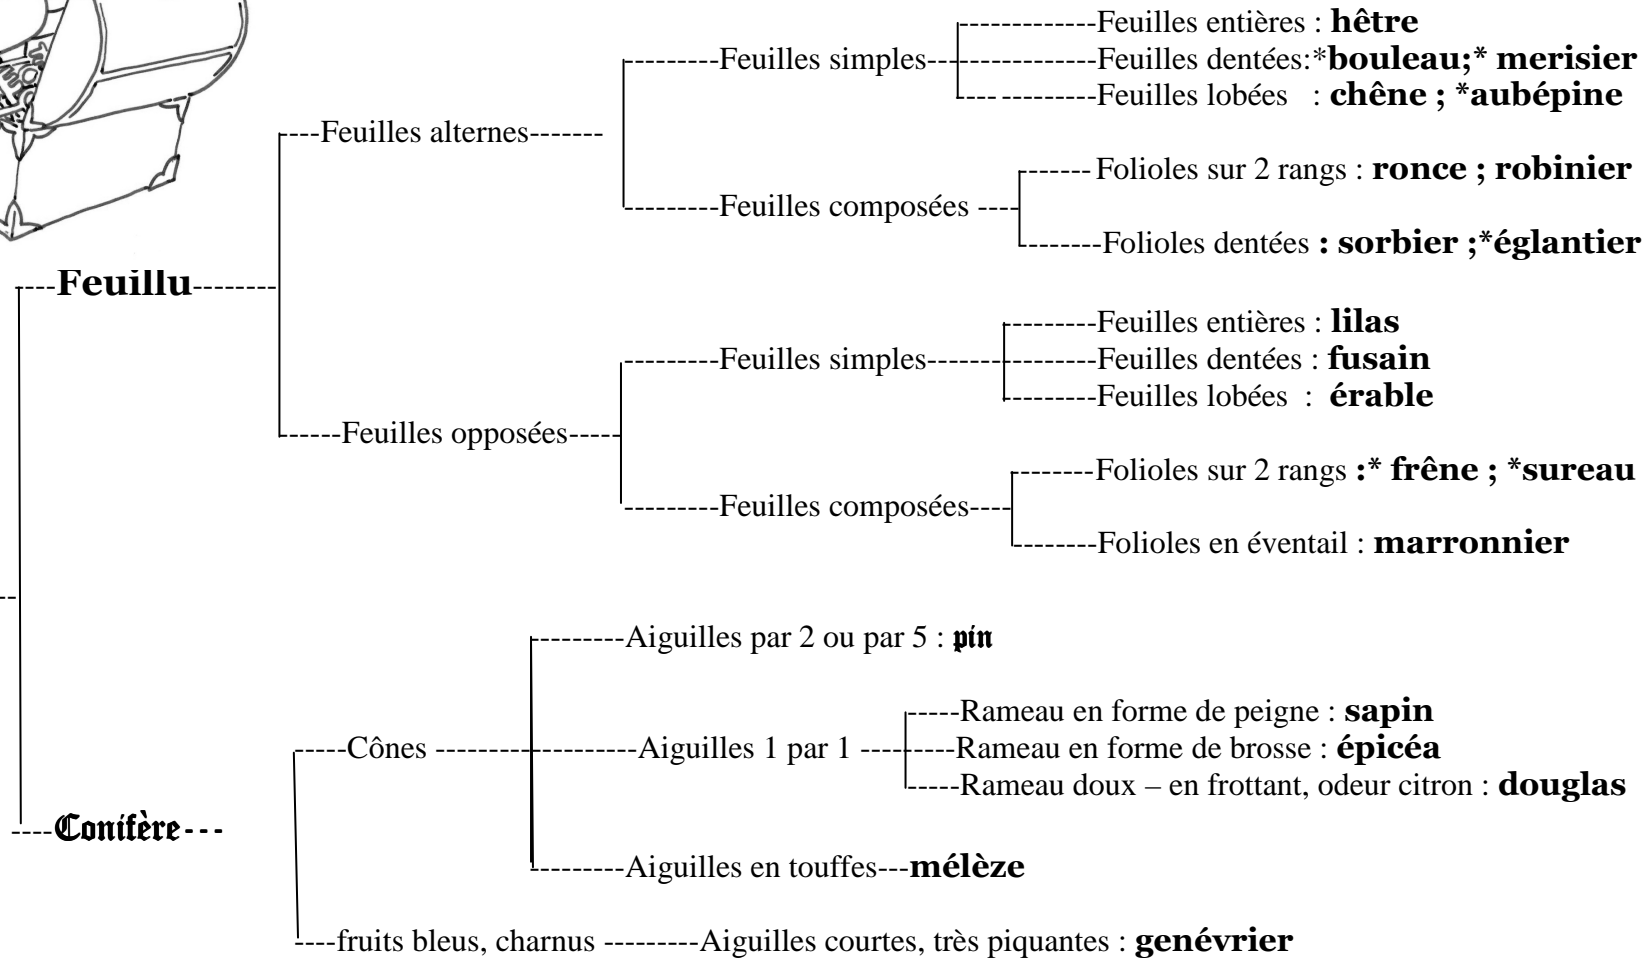 -------------Feuilles entières : hêtre
---------Feuilles simples----------------Feuilles dentées:*bouleau;* merisier
---- ---------Feuilles lobées : chêne ; *aubépine
----Feuilles alternes-------
------- Folioles sur 2 rangs : ronce ; robinier
---------Feuilles composées ----
--------Folioles dentées : sorbier ;*églantier
----Feuillu--------
---------Feuilles entières : lilas
---------Feuilles simples----------------Feuilles dentées : fusain
---------Feuilles lobées : érable
------Feuilles opposées-----
--------Folioles sur 2 rangs :* frêne ; *sureau
---------Feuilles composées----
--------Folioles en éventail : marronnier
--
---------Aiguilles par 2 ou par 5 : pin
-----Rameau en forme de peigne : sapin
-----Cônes -------------------Aiguilles 1 par 1 ---------Rameau en forme de brosse : épicéa
-----Rameau doux – en frottant, odeur citron : douglas
----Conifère---
---------Aiguilles en touffes---mélèze
----fruits bleus, charnus ---------Aiguilles courtes, très piquantes : genévrier